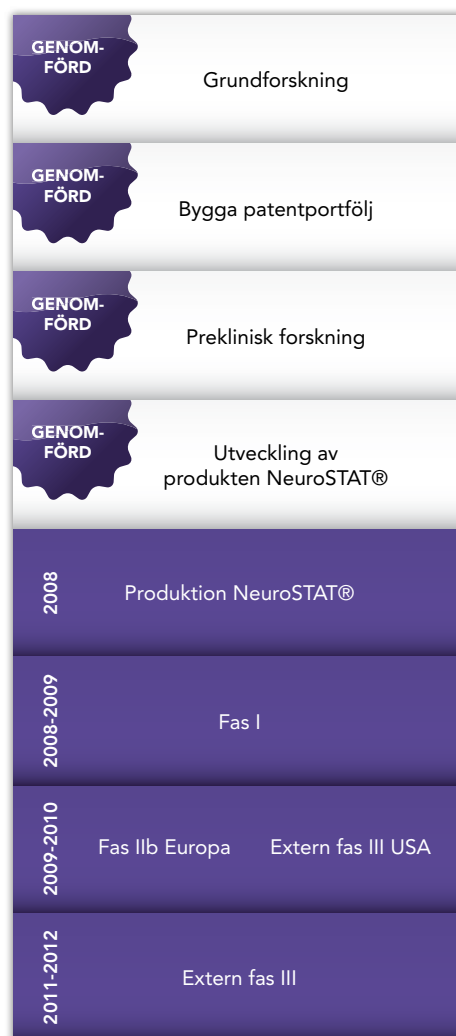 GENOM-
FÖRD
Grundforskning
GENOM-
FÖRD
Bygga patentportfölj
GENOM-
FÖRD
Preklinisk forskning
GENOM-
FÖRD
Utveckling av
produkten NeuroSTAT®
2008
Produktion NeuroSTAT®
2008-2009
Fas I
2009-2010
Fas IIb Europa
Extern fas III USA
2011-2012
Extern fas III